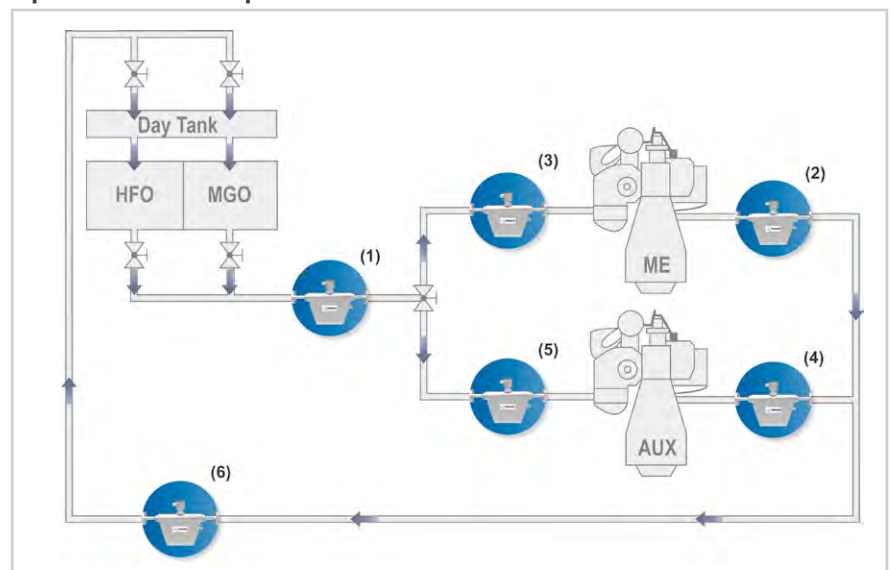 Day Tank
HFO
MGO
(1)
(3)
(2)
ME
(5)
(4)
AUX
(6)